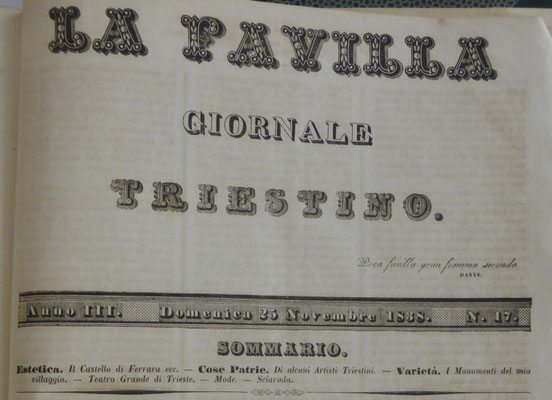 LA FAVILLA
GIORNALE
TRIESTINO.
Poca favilla gran fiamma seconda
DANTE.
Anno III. Domenica 25 Novembre 1838. N. 17.
SOMMARIO.
Estetica. Il Castello di Ferrara ecc. — Cose Patrie. Di alcuni Artisti Triestini. — Varietà. I Monumenti del mio
villaggio. — Teatro Grande di Trieste. — Mode. — Sciarada.